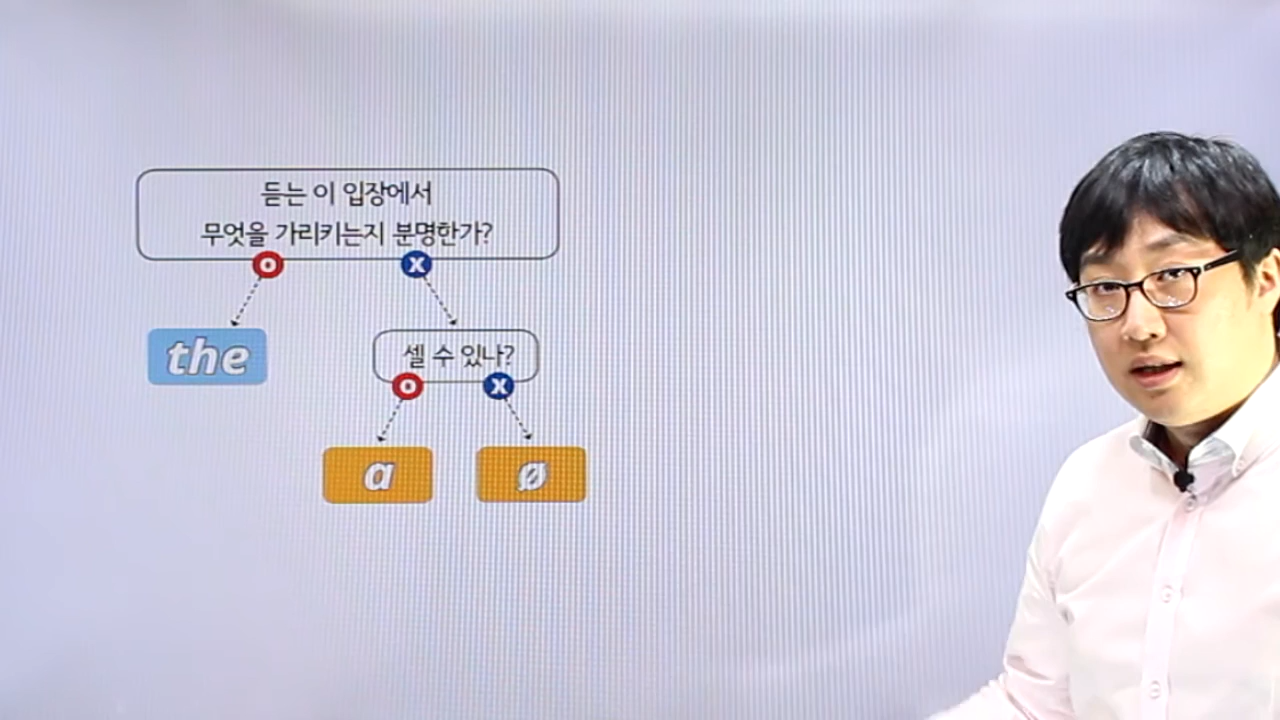 듣는 이 입장에서
무엇을 가리키는지 분명한가?
O X
the
셀 수 있나?
O X
a
ø